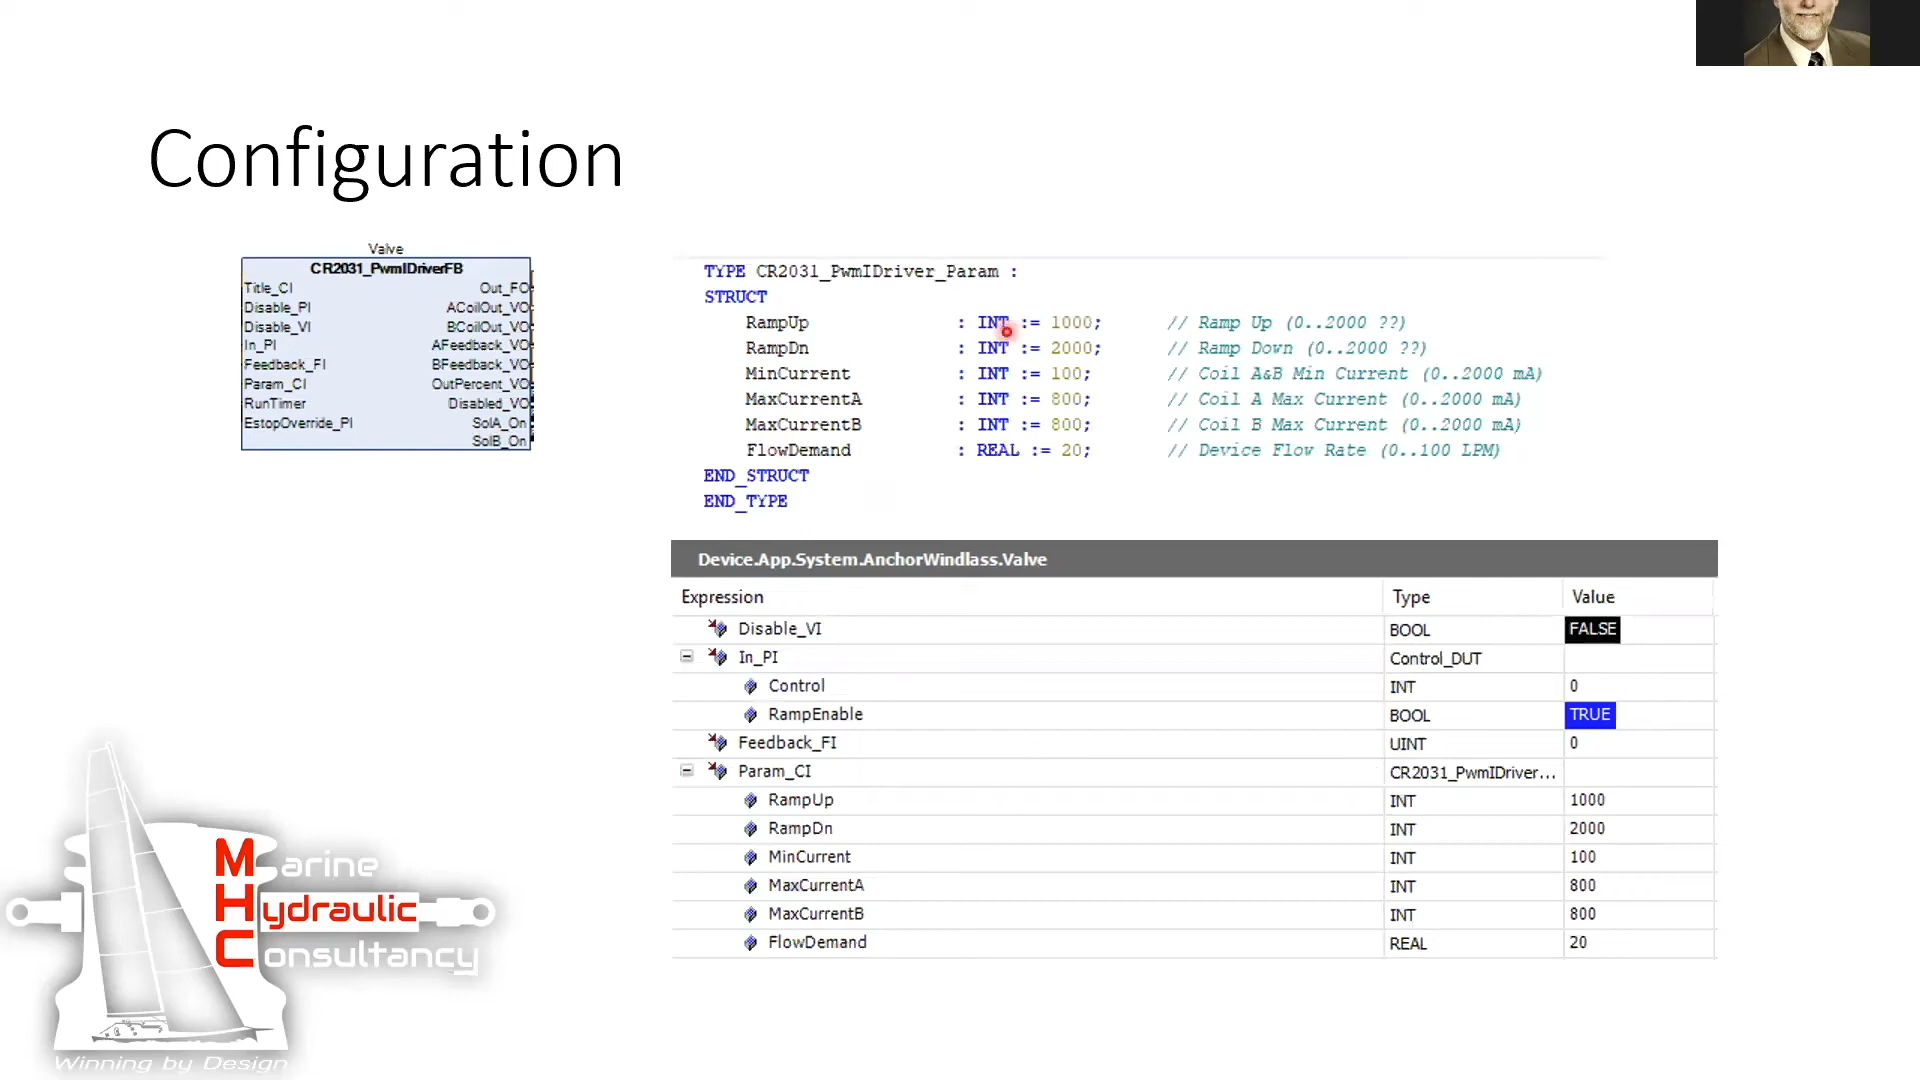 Configuration
Valve
CR2031_PwmIDriverFB
Title_CI Out_FO
Disable_PI ACoilOut_VO
Disable_VI BCoilOut_VO
In_PI AFeedback_VO
Feedback_FI BFeedback_VO
Param_CI OutPercent_VO
RunTimer Disabled_VO
EstopOverride_PI SolA_On
SolB_On
TYPE CR2031_PwmIDriver_Param :
STRUCT
RampUp : INT := 1000; // Ramp Up (0..2000 ??)
RampDn : INT := 2000; // Ramp Down (0..2000 ??)
MinCurrent : INT := 100; // Coil A&B Min Current (0..2000 mA)
MaxCurrentA : INT := 800; // Coil A Max Current (0..2000 mA)
MaxCurrentB : INT := 800; // Coil B Max Current (0..2000 mA)
FlowDemand : REAL := 20; // Device Flow Rate (0..100 LPM)
END_STRUCT
END_TYPE
Device.App.System.AnchorWindlass.Valve
Expression Type Value
Disable_VI BOOL FALSE
In_PI Control_DUT
Control INT 0
RampEnable BOOL TRUE
Feedback_FI UINT 0
Param_CI CR2031_PwmIDriver...
RampUp INT 1000
RampDn INT 2000
MinCurrent INT 100
MaxCurrentA INT 800
MaxCurrentB INT 800
FlowDemand REAL 20
Marine
Hydraulic
Consultancy
Winning by Design